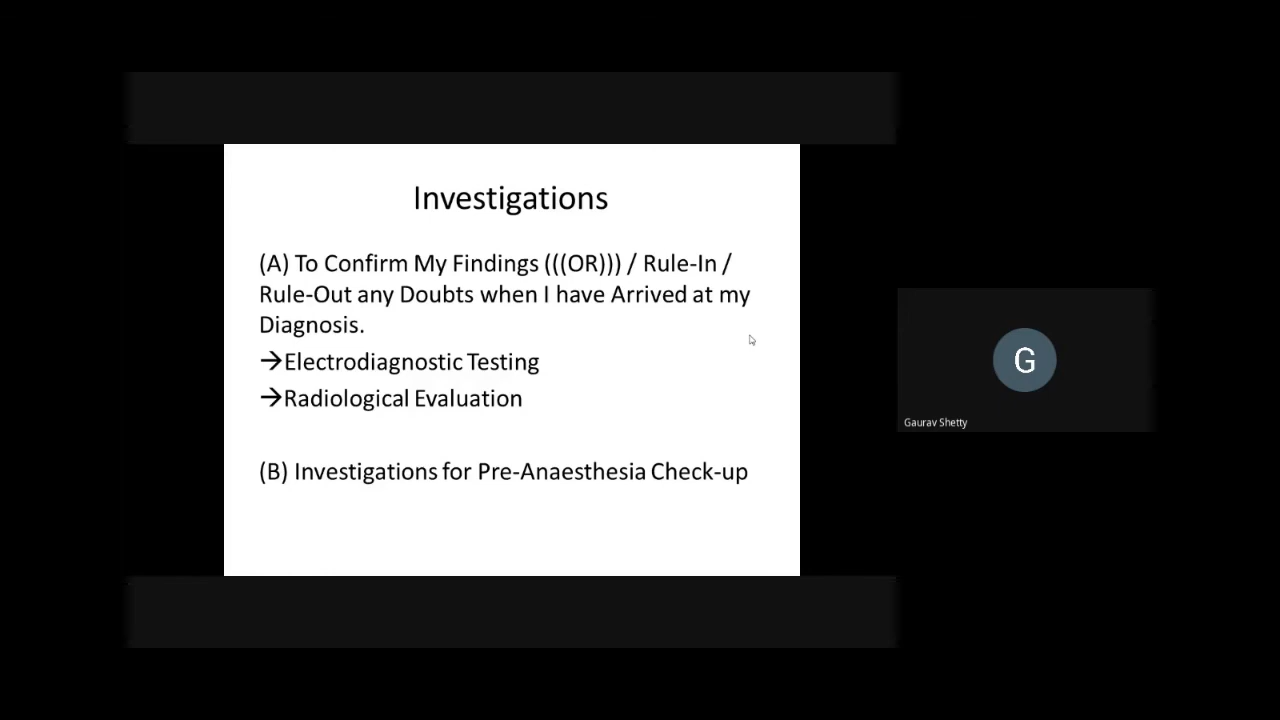 Investigations
(A) To Confirm My Findings (((OR))) / Rule-In /
Rule-Out any Doubts when I have Arrived at my
Diagnosis.
→Electrodiagnostic Testing
→Radiological Evaluation
(B) Investigations for Pre-Anaesthesia Check-up
G
Gaurav Shetty